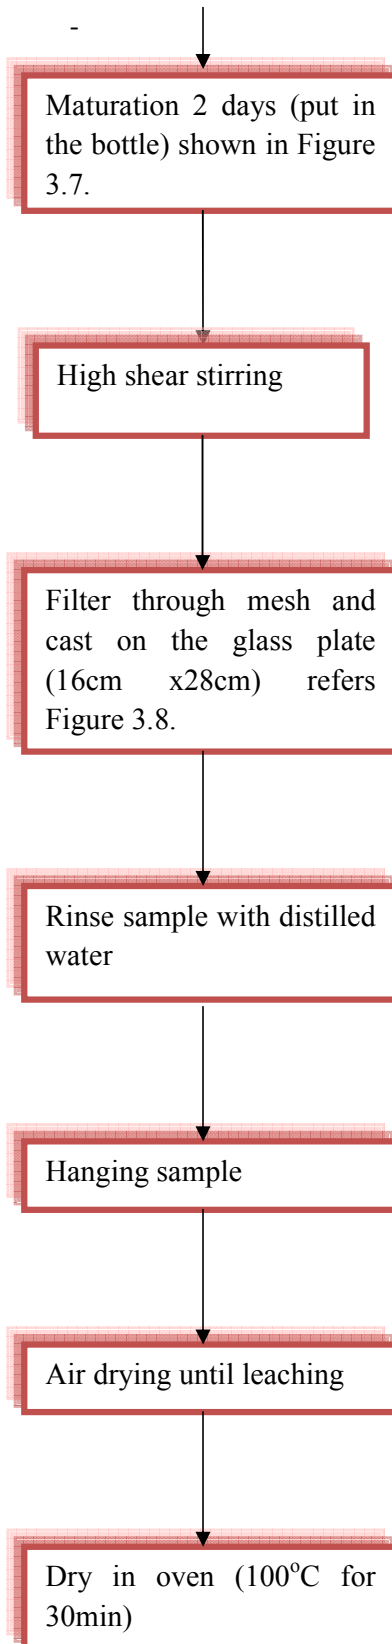 -
Maturation 2 days (put in
the bottle) shown in Figure
3.7.
High shear stirring
Filter through mesh and
cast on the glass plate
(16cm x28cm) refers
Figure 3.8.
Rinse sample with distilled
water
Hanging sample
Air drying until leaching
Dry in oven (100°C for
30min)